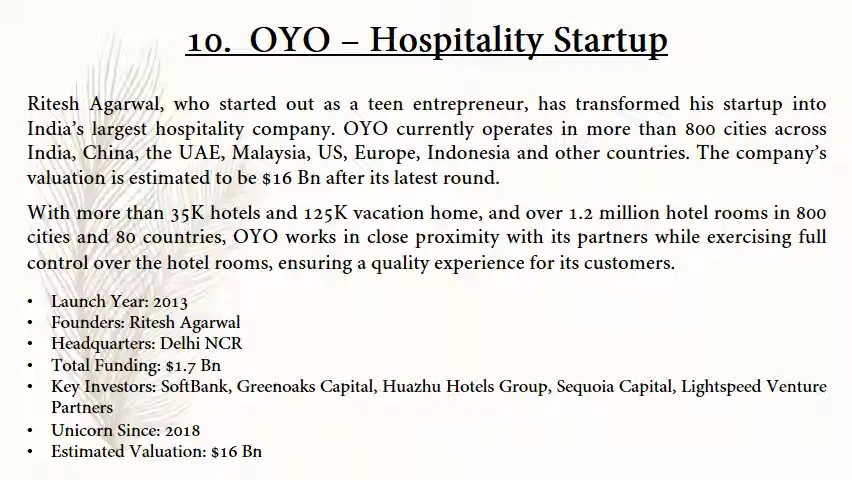 10. OYO – Hospitality Startup
Ritesh Agarwal, who started out as a teen entrepreneur, has transformed his startup into
India’s largest hospitality company. OYO currently operates in more than 800 cities across
India, China, the UAE, Malaysia, US, Europe, Indonesia and other countries. The company’s
valuation is estimated to be $16 Bn after its latest round.
With more than 35K hotels and 125K vacation home, and over 1.2 million hotel rooms in 800
cities and 80 countries, OYO works in close proximity with its partners while exercising full
control over the hotel rooms, ensuring a quality experience for its customers.
• Launch Year: 2013
• Founders: Ritesh Agarwal
• Headquarters: Delhi NCR
• Total Funding: $1.7 Bn
• Key Investors: SoftBank, Greenoaks Capital, Huazhu Hotels Group, Sequoia Capital, Lightspeed Venture
Partners
• Unicorn Since: 2018
• Estimated Valuation: $16 Bn